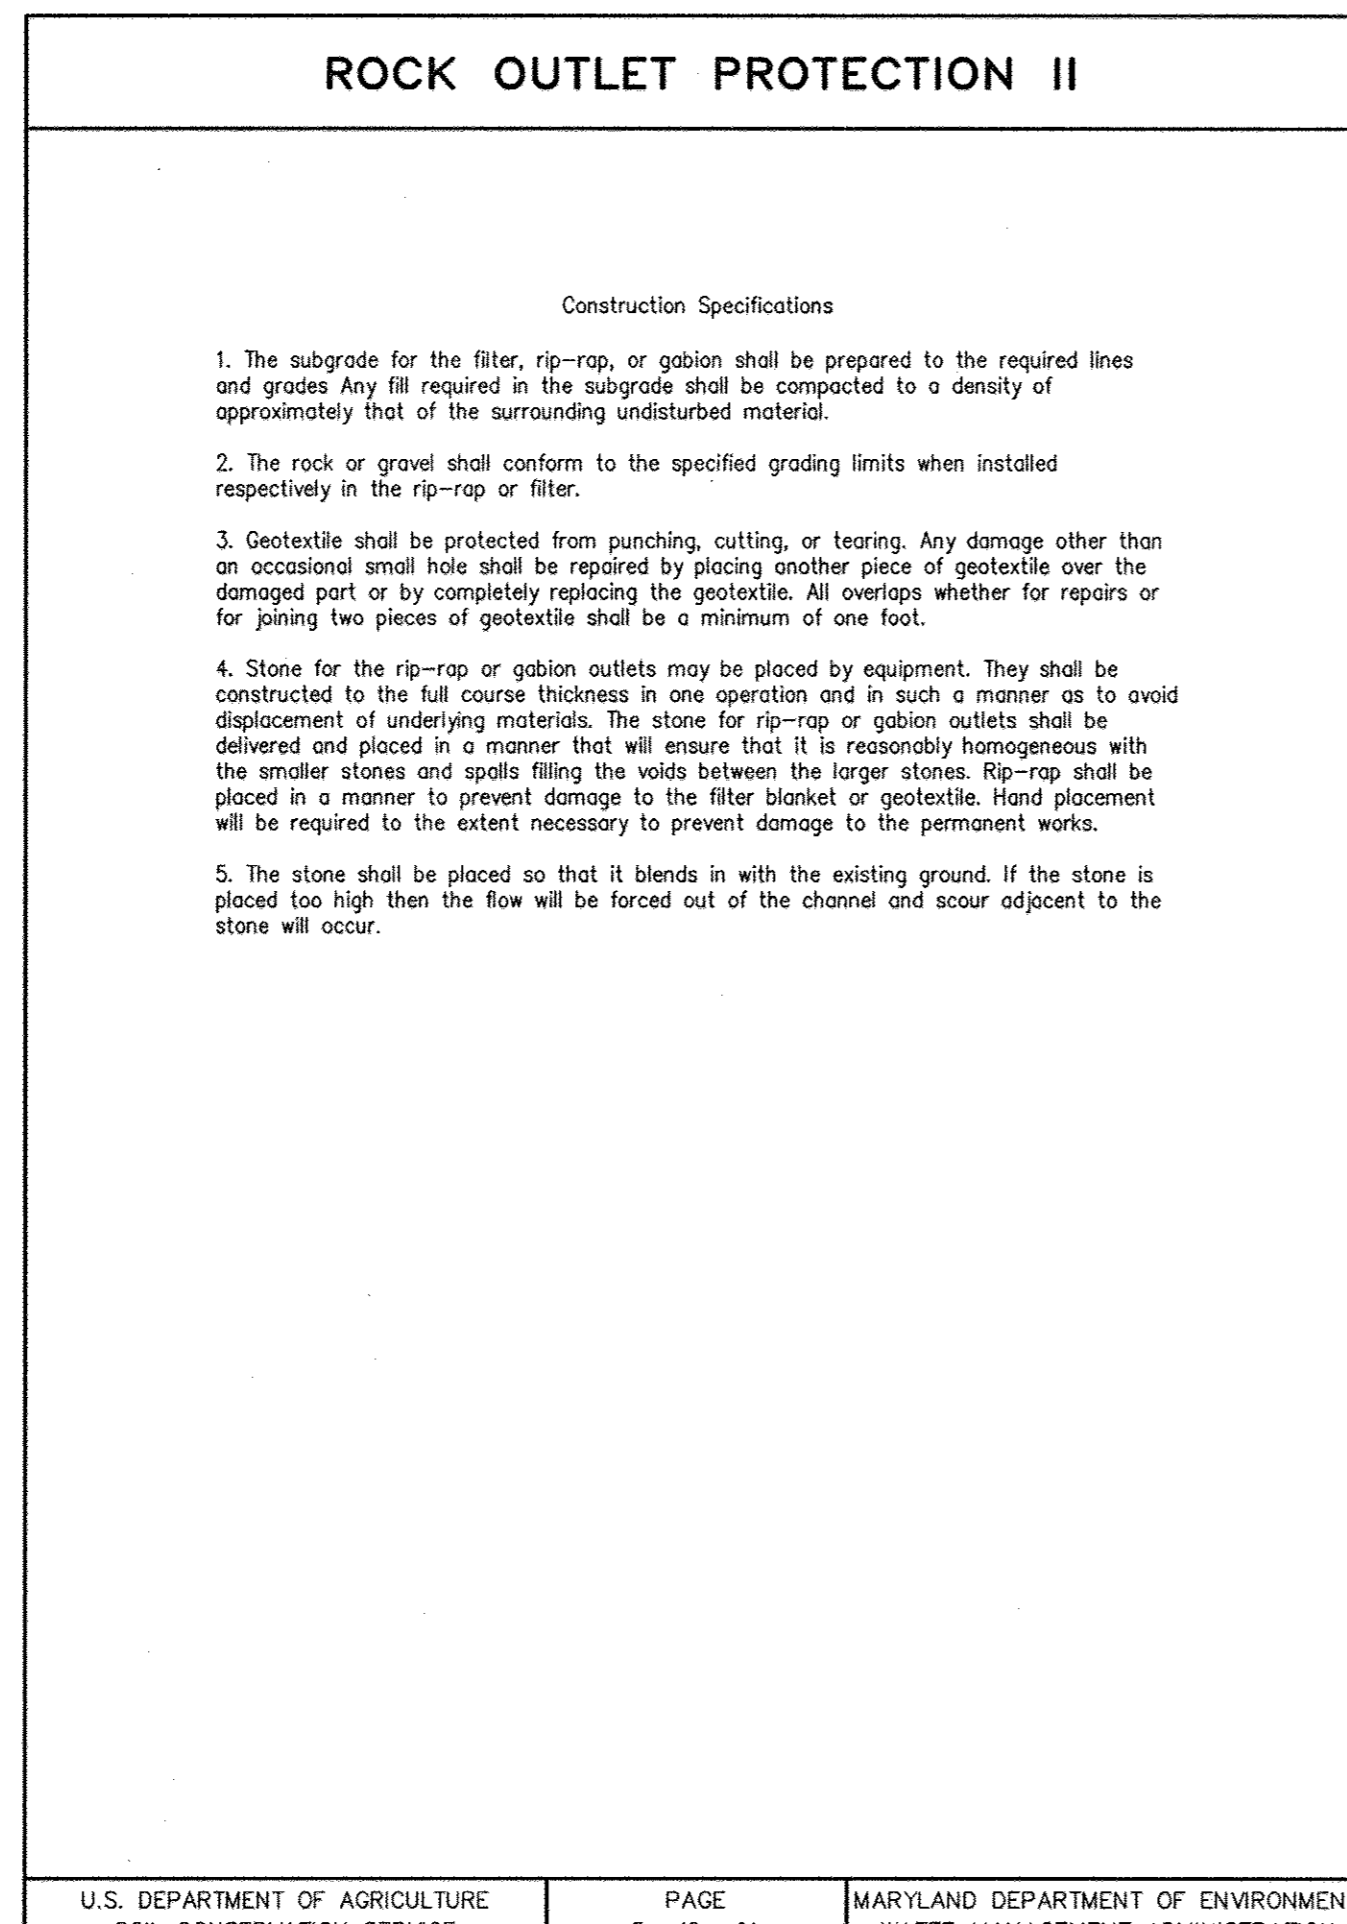 ROCK OUTLET PROTECTION II
Construction Specifications
1. The subgrade for the filter, rip-rap, or gabion shall be prepared to the required lines
and grades Any fill required in the subgrade shall be compacted to a density of
approximately that of the surrounding undisturbed material.
2. The rock or gravel shall conform to the specified grading limits when installed
respectively in the rip-rap or filter.
3. Geotextile shall be protected from punching, cutting, or tearing. Any damage other than
an occasional small hole shall be repaired by placing another piece of geotextile over the
damaged part or by completely replacing the geotextile. All overlaps whether for repairs or
for joining two pieces of geotextile shall be a minimum of one foot.
4. Stone for the rip-rap or gabion outlets may be placed by equipment. They shall be
constructed to the full course thickness in one operation and in such a manner as to avoid
displacement of underlying materials. The stone for rip-rap or gabion outlets shall be
delivered and placed in a manner that will ensure that it is reasonably homogeneous with
the smaller stones and spalls filling the voids between the larger stones. Rip-rap shall be
placed in a manner to prevent damage to the filter blanket or geotextile. Hand placement
will be required to the extent necessary to prevent damage to the permanent works.
5. The stone shall be placed so that it blends in with the existing ground. If the stone is
placed too high then the flow will be forced out of the channel and scour adjacent to the
stone will occur.
U.S. DEPARTMENT OF AGRICULTURE
PAGE
MARYLAND DEPARTMENT OF ENVIRONMEN